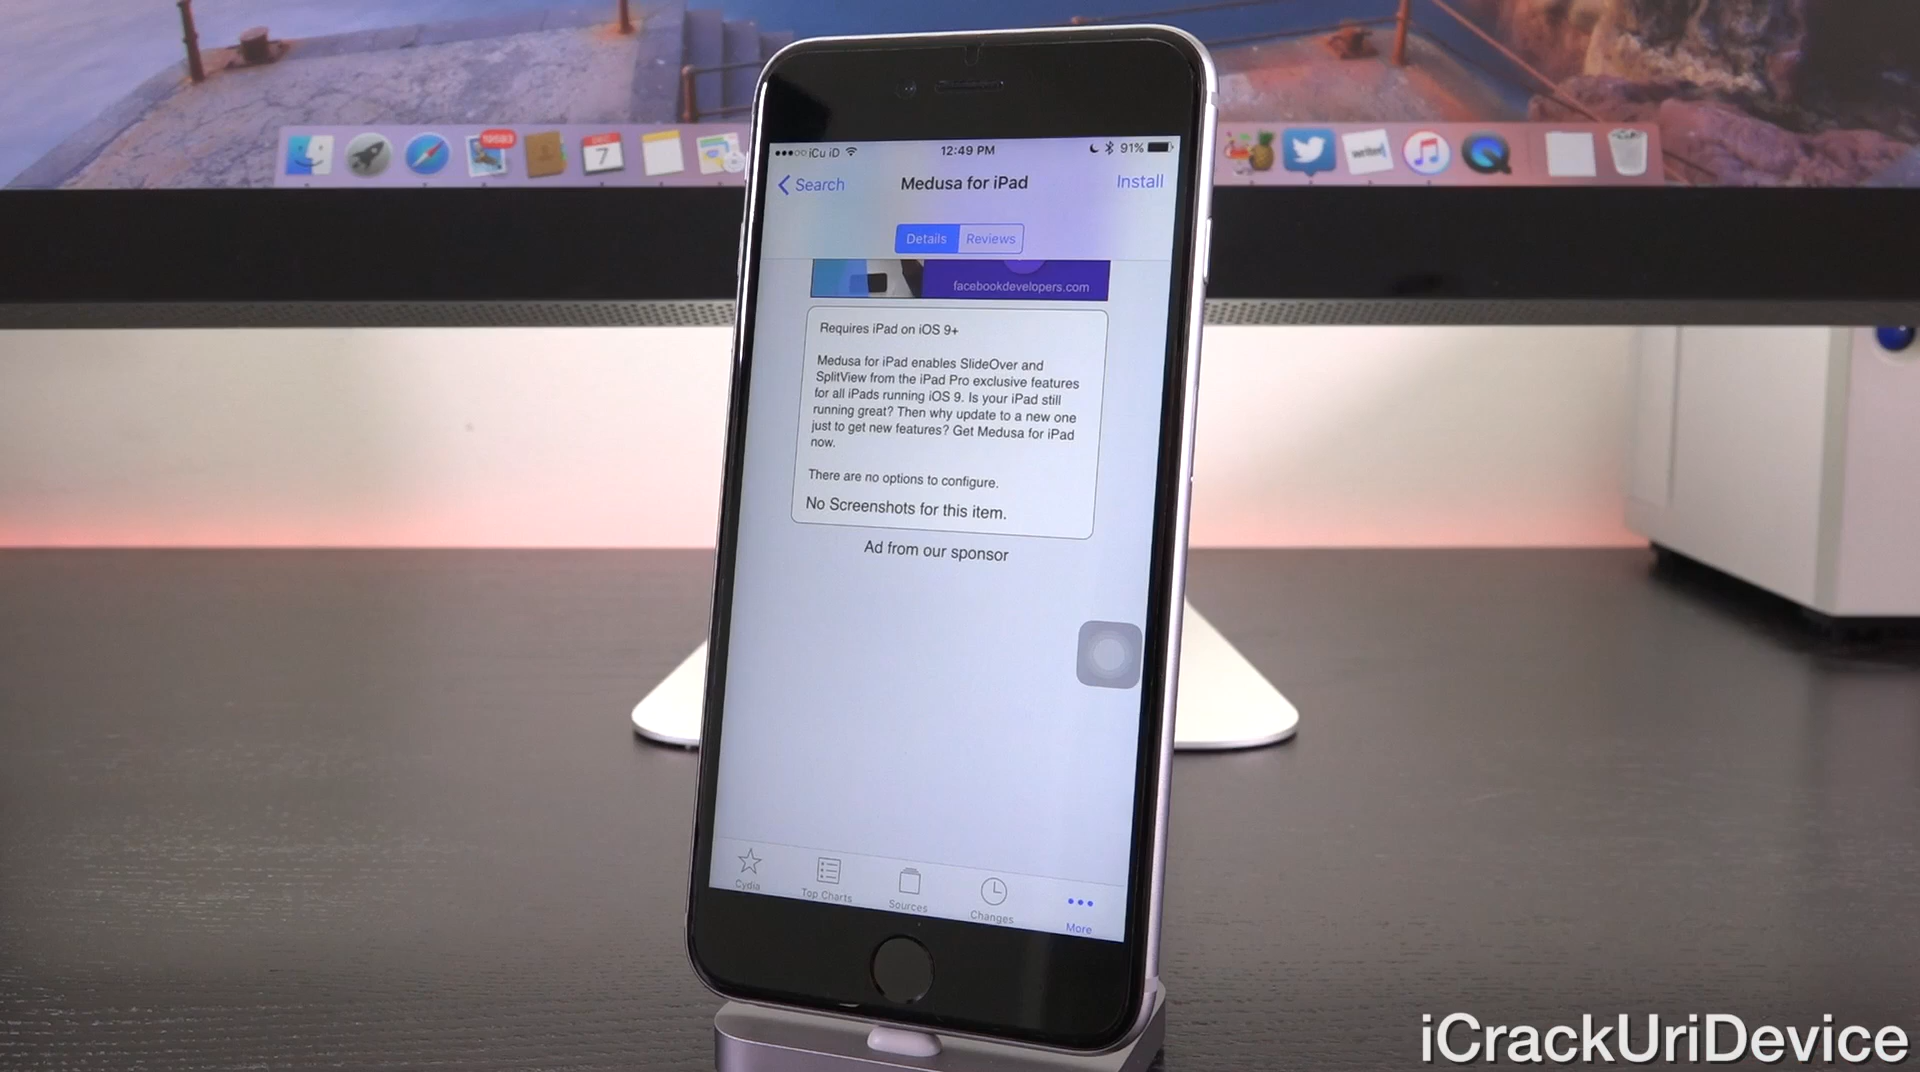 19583
DEC
7
writer
iCu iD
12:49 PM
91%
Search
Medusa for iPad
Install
Details
Reviews
facebookdevelopers.com
Requires iPad on iOS 9+
Medusa for iPad enables SlideOver and
SplitView from the iPad Pro exclusive features
for all iPads running iOS 9. Is your iPad still
running great? Then why update to a new one
just to get new features? Get Medusa for iPad
now.
There are no options to configure.
No Screenshots for this item.
Ad from our sponsor
Cydia
Top Charts
Sources
Changes
More
iCrackUriDevice